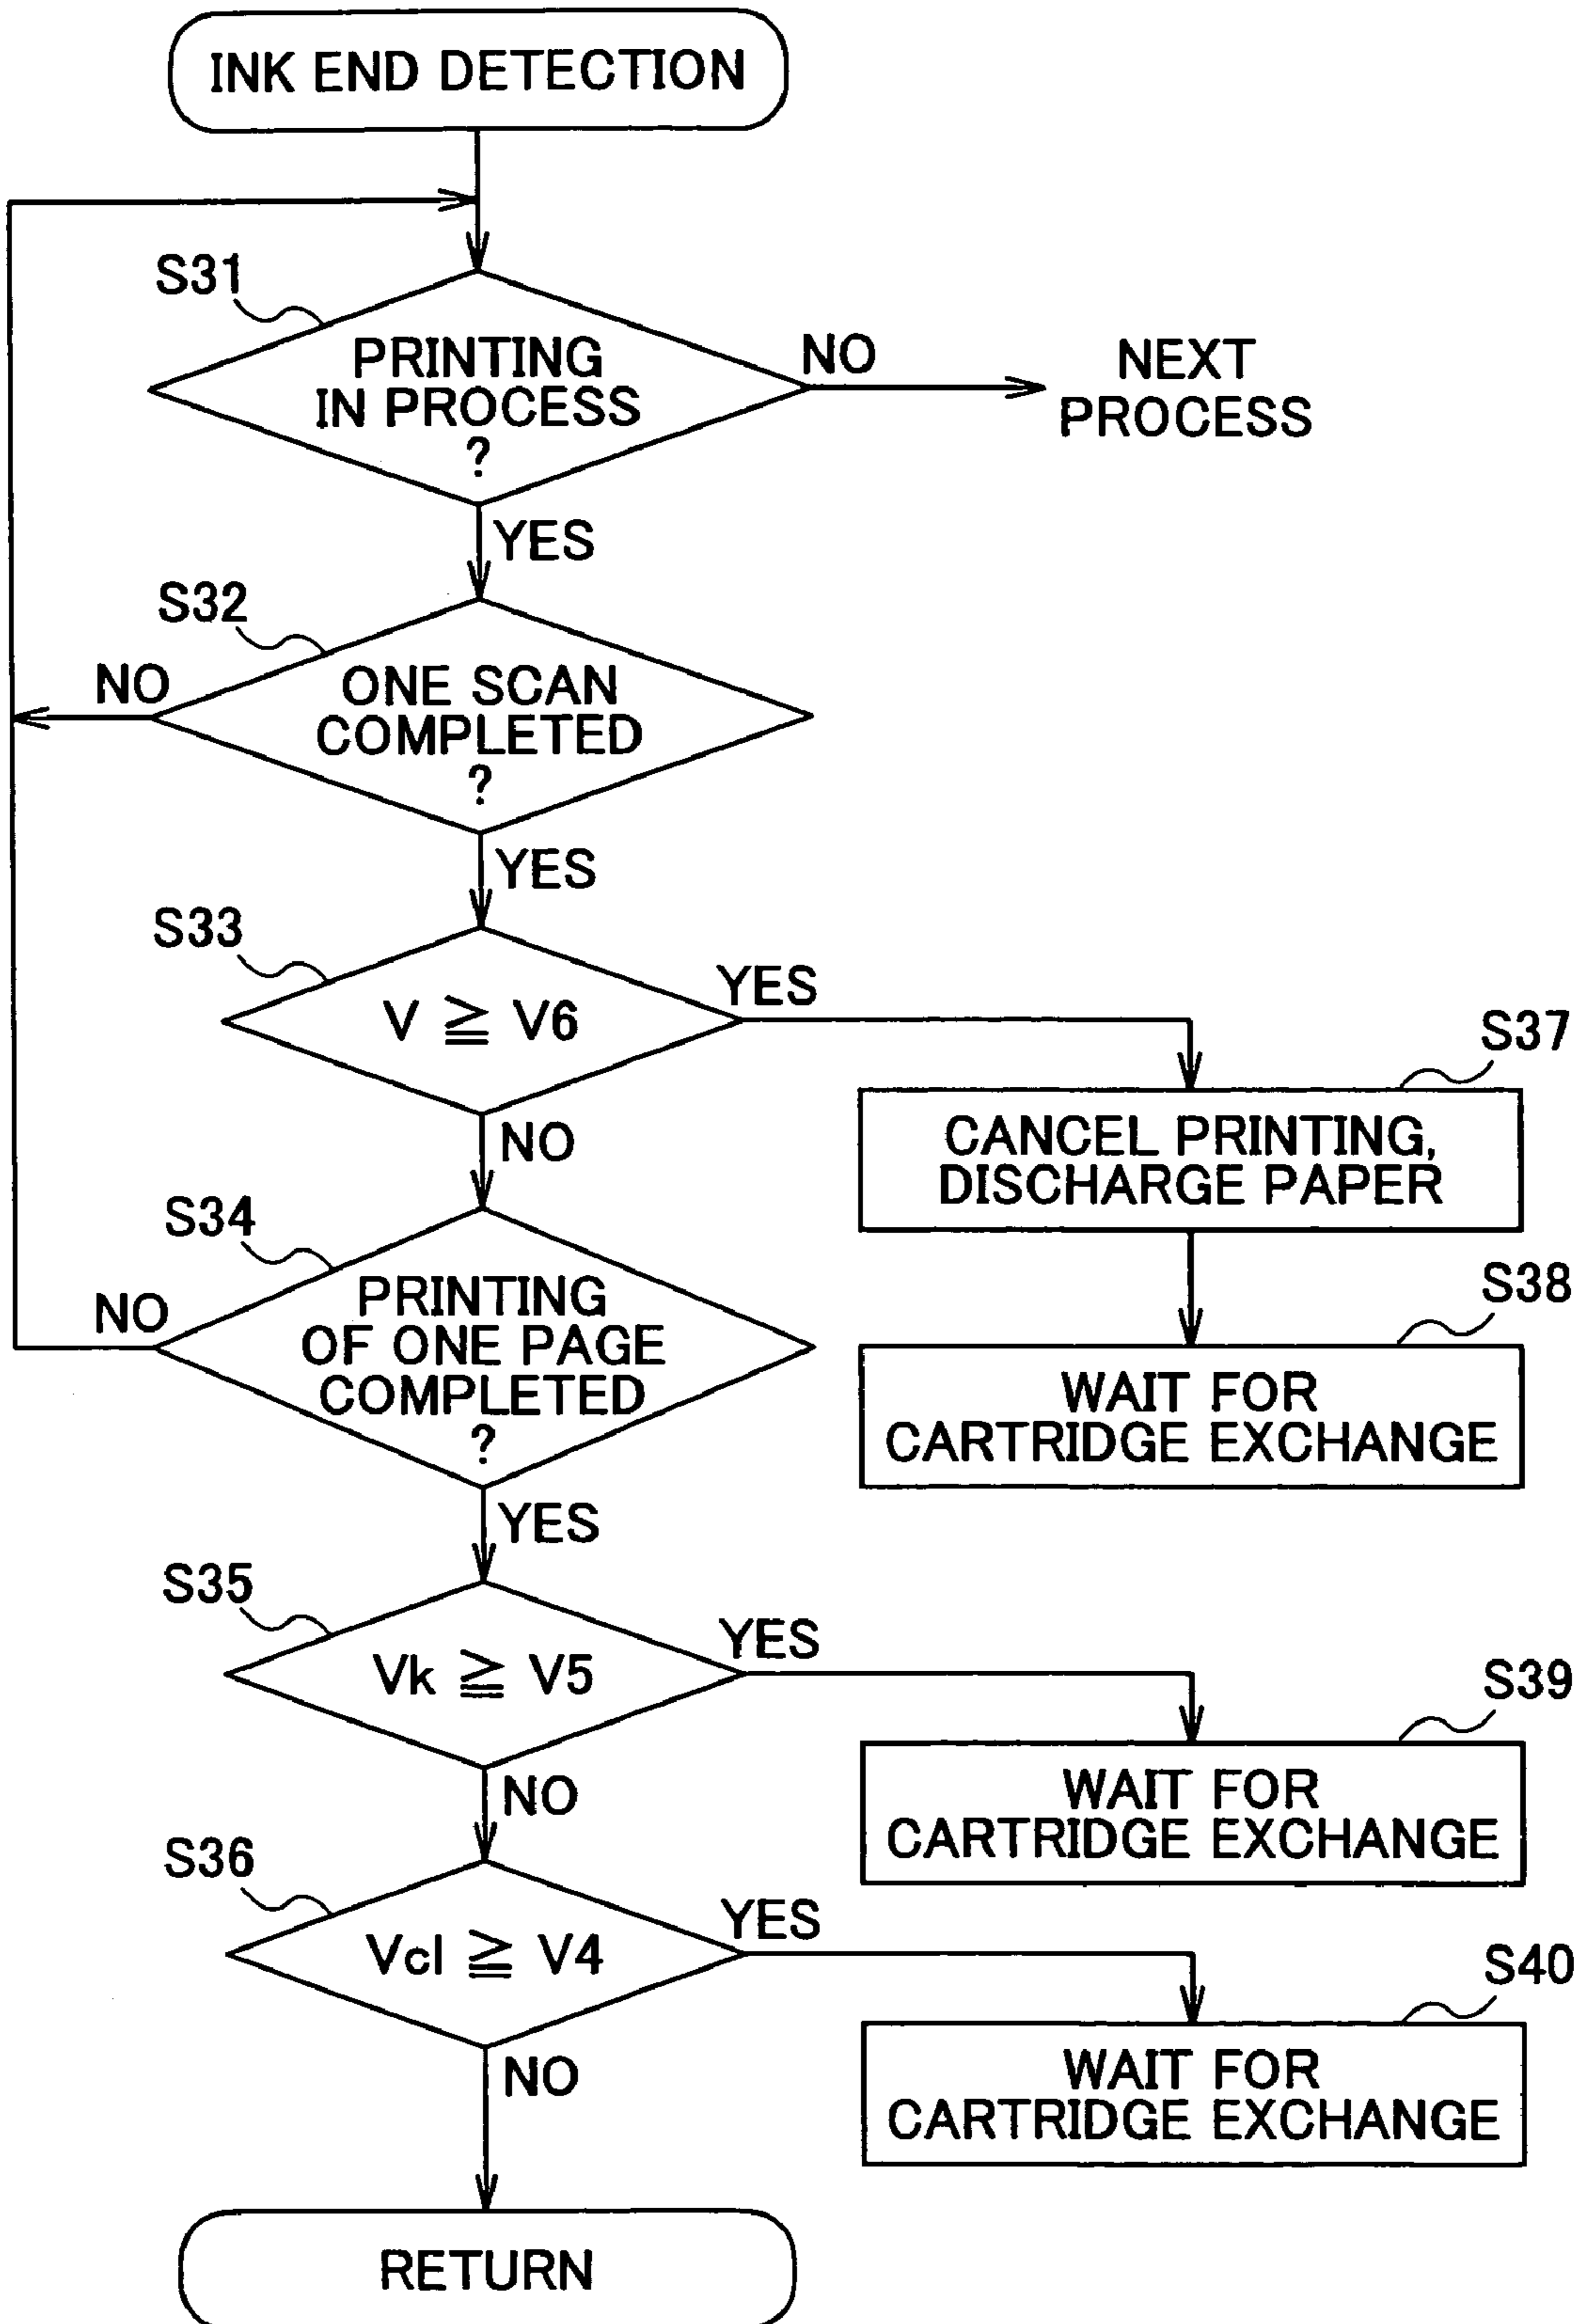 INK END DETECTION
S31
PRINTING
IN PROCESS
?
NO
NEXT
PROCESS
YES
S32
NO
ONE SCAN
COMPLETED
?
YES
S33
V ≧ V6
YES
S37
CANCEL PRINTING,
DISCHARGE PAPER
NO
S34
NO
PRINTING
OF ONE PAGE
COMPLETED
?
S38
WAIT FOR
CARTRIDGE EXCHANGE
YES
S35
Vk ≧ V5
YES
S39
WAIT FOR
CARTRIDGE EXCHANGE
NO
S36
Vcl ≧ V4
YES
S40
WAIT FOR
CARTRIDGE EXCHANGE
NO
RETURN